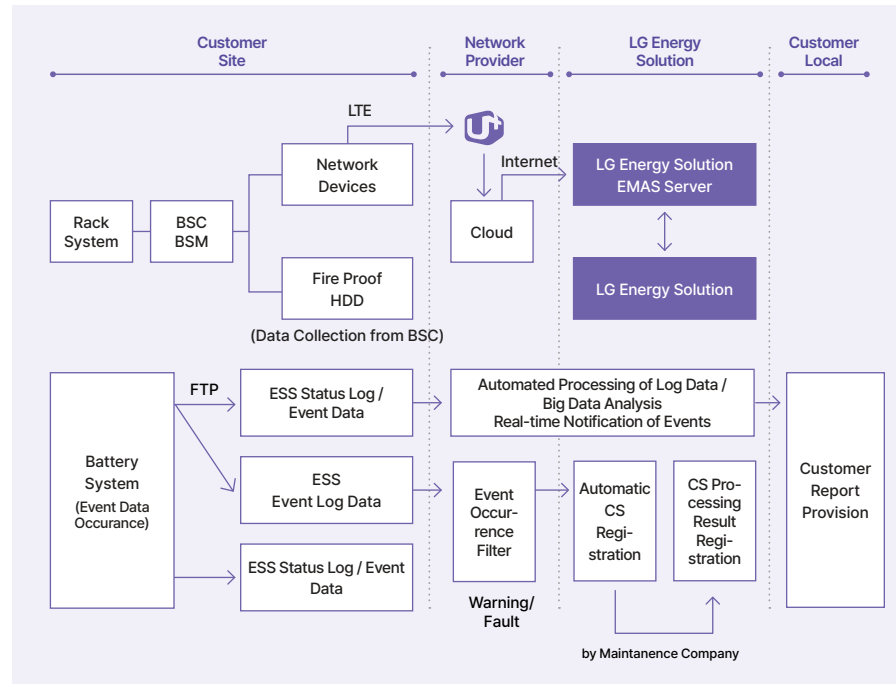 Customer
Site
Network
Provider
LG Energy
Solution
Customer
Local
LTE
U+
Internet
Network
Devices
LG Energy Solution
EMAS Server
Rack
System
BSC
BSM
Cloud
Fire Proof
HDD
LG Energy Solution
(Data Collection from BSC)
FTP
ESS Status Log /
Event Data
Automated Processing of Log Data /
Big Data Analysis
Real-time Notification of Events
Battery
System
(Event Data
Occurance)
ESS
Event Log Data
Event
Occur-
rence
Filter
Automatic
CS
Regi-
stration
CS Pro-
cessing
Result
Regi-
stration
Customer
Report
Provision
ESS Status Log / Event
Data
Warning/
Fault
by Maintanence Company